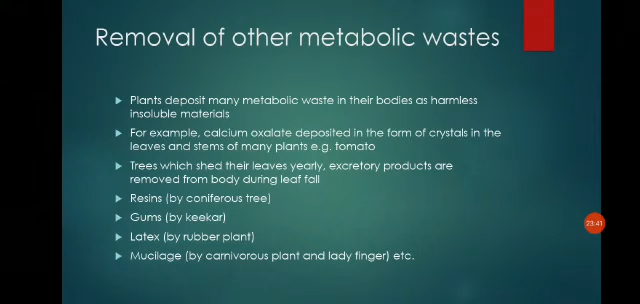 Removal of other metabolic wastes
Plants deposit many metabolic waste in their bodies as harmless
insoluble materials
For example, calcium oxalate deposited in the form of crystals in the
leaves and stems of many plants e.g. tomato
Trees which shed their leaves yearly, excretory products are
removed from body during leaf fall
Resins (by coniferous tree)
Gums (by keekar)
23:41
Latex (by rubber plant)
Mucilage (by carnivorous plant and lady finger) etc.